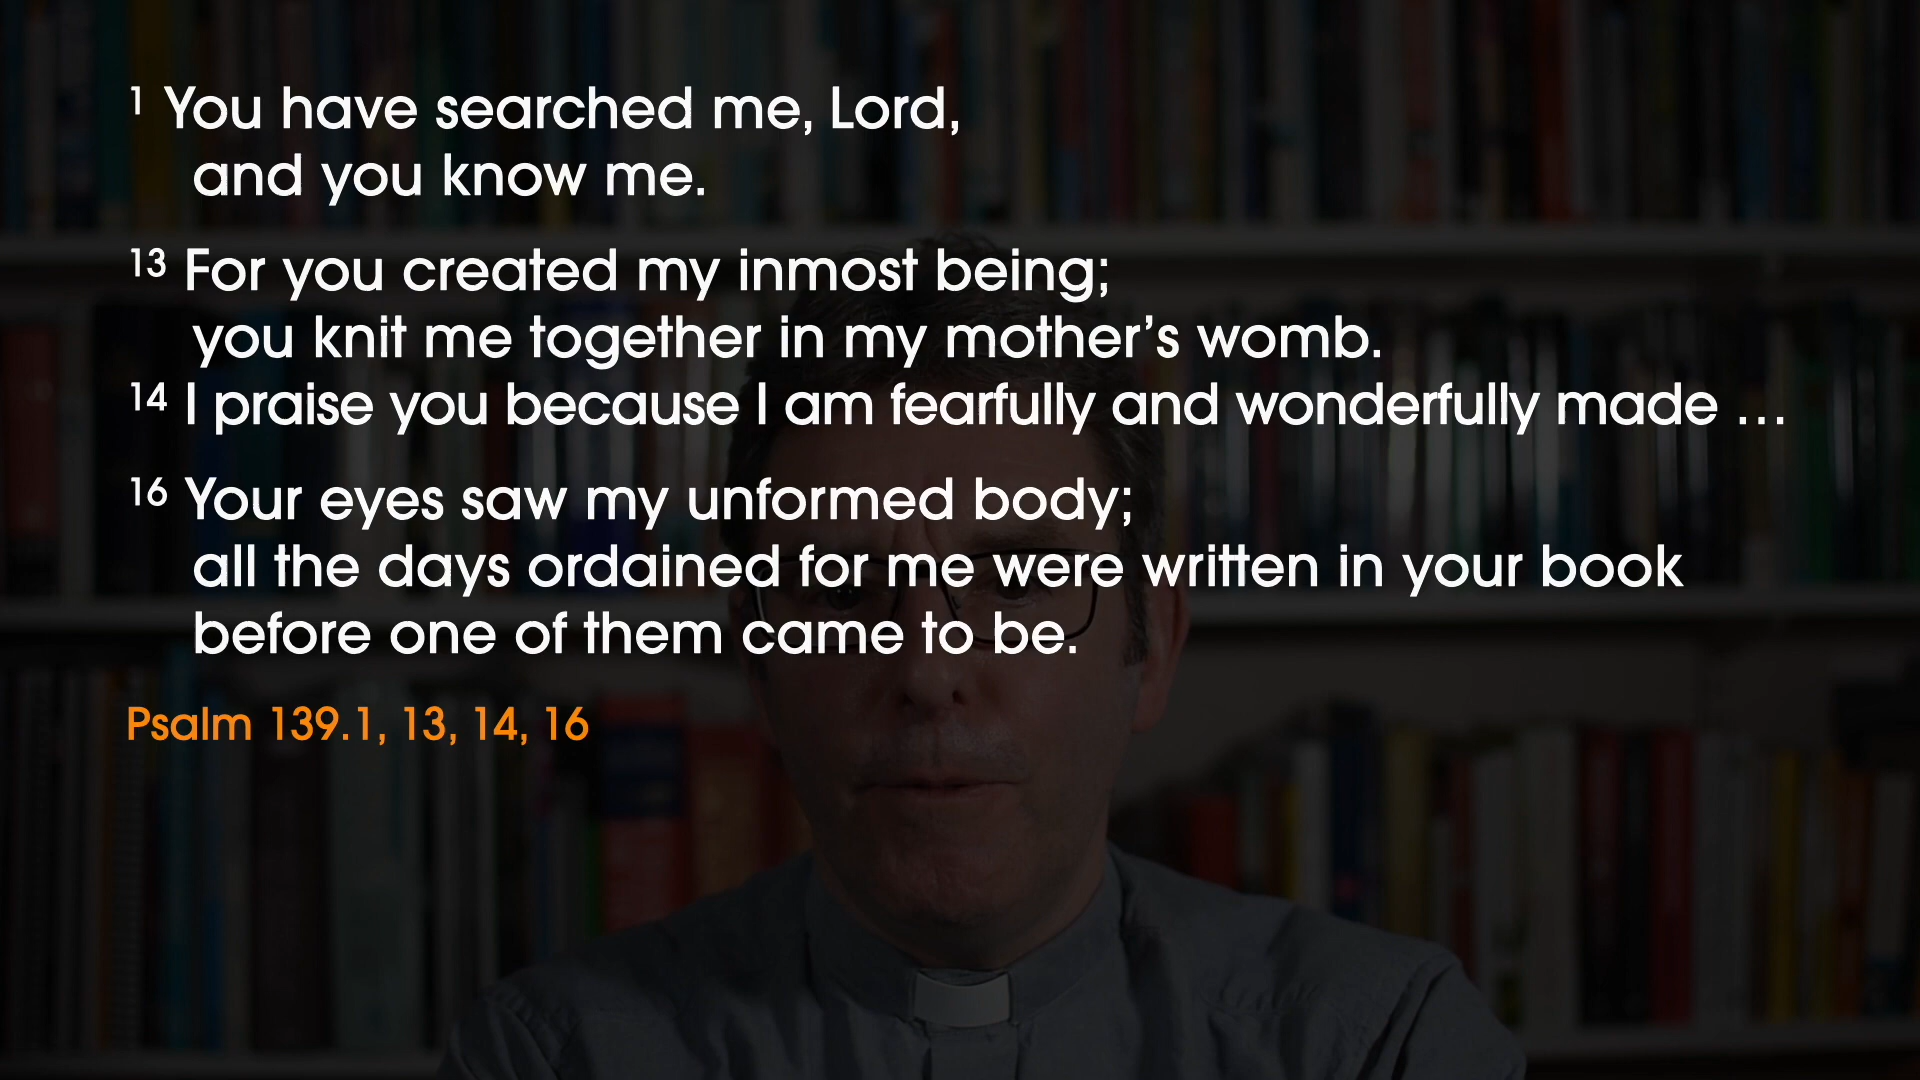 1 You have searched me, Lord,
and you know me.
13 For you created my inmost being;
you knit me together in my mother’s womb.
14 I praise you because I am fearfully and wonderfully made …
16 Your eyes saw my unformed body;
all the days ordained for me were written in your book
before one of them came to be.
Psalm 139.1, 13, 14, 16